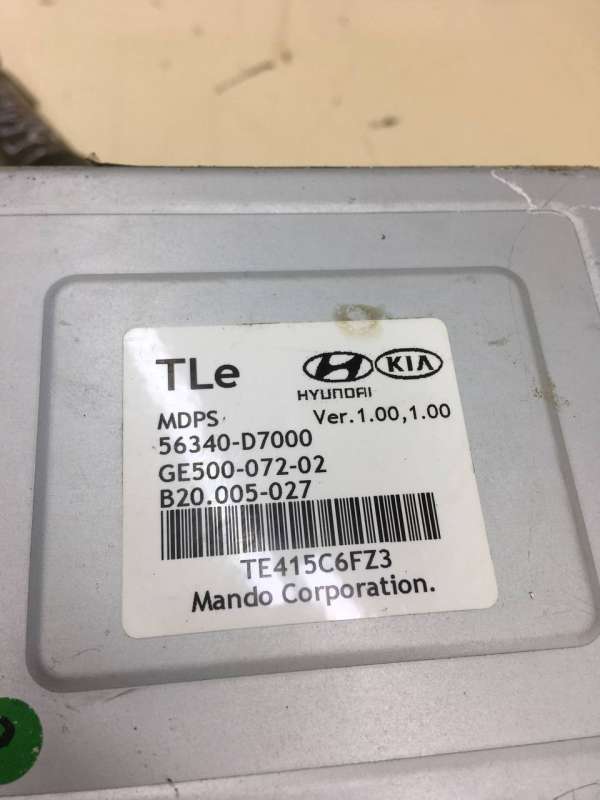 TLe
HYUNDAI
KIA
MDPS
Ver.1.00,1.00
56340-D7000
GE500-072-02
B20.005-027
TE415C6FZ3
Mando Corporation.